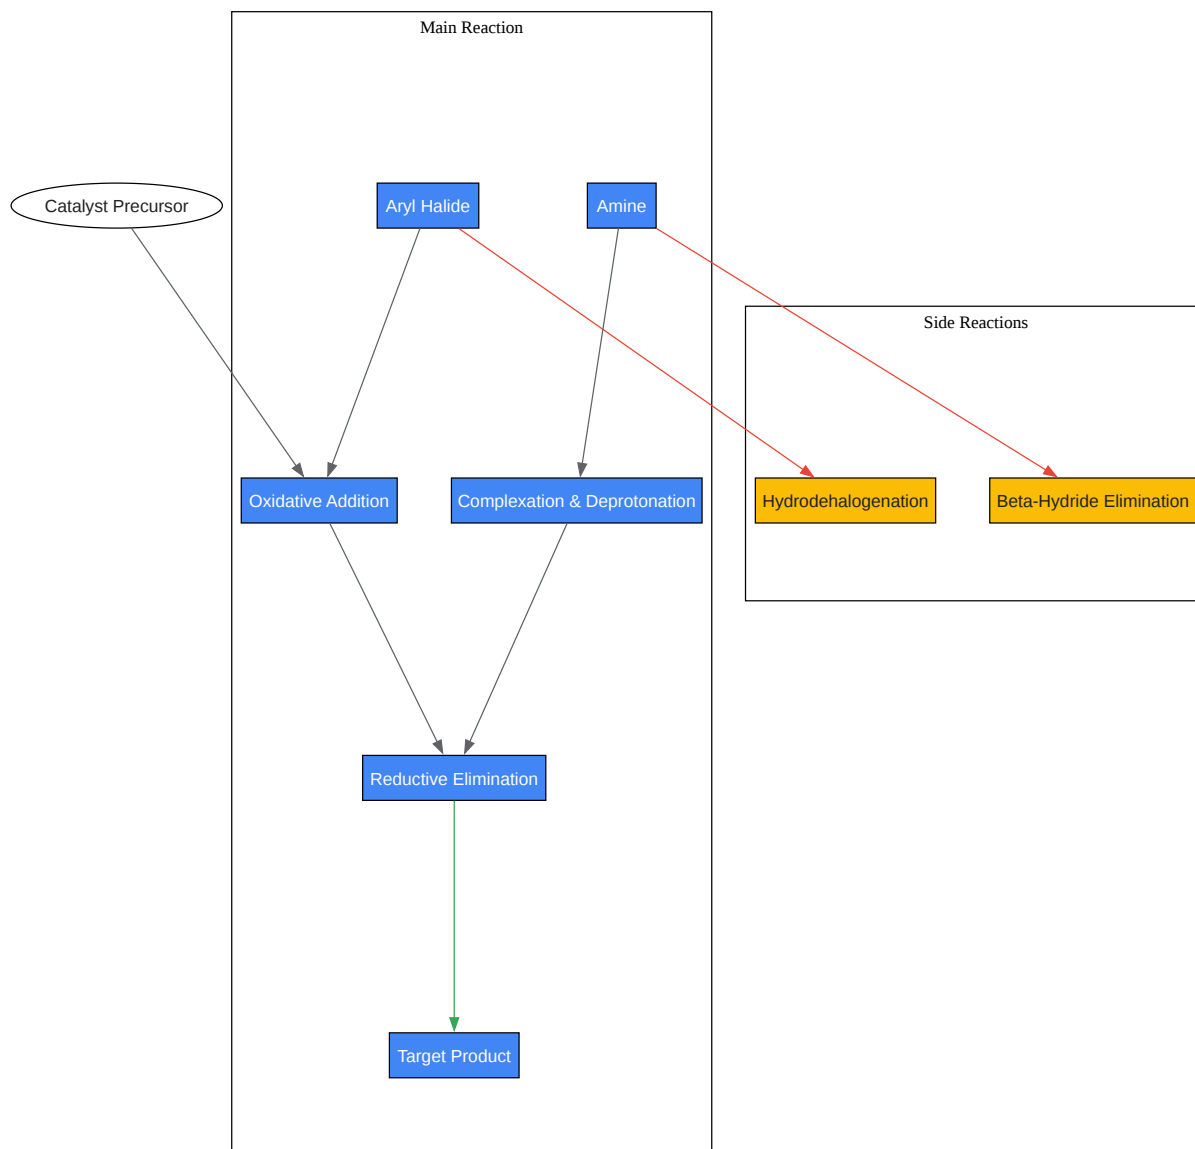 Main Reaction
Catalyst Precursor
Aryl Halide
Amine
Side Reactions
Oxidative Addition
Complexation & Deprotonation
Hydrodehalogenation
Beta-Hydride Elimination
Reductive Elimination
Target Product